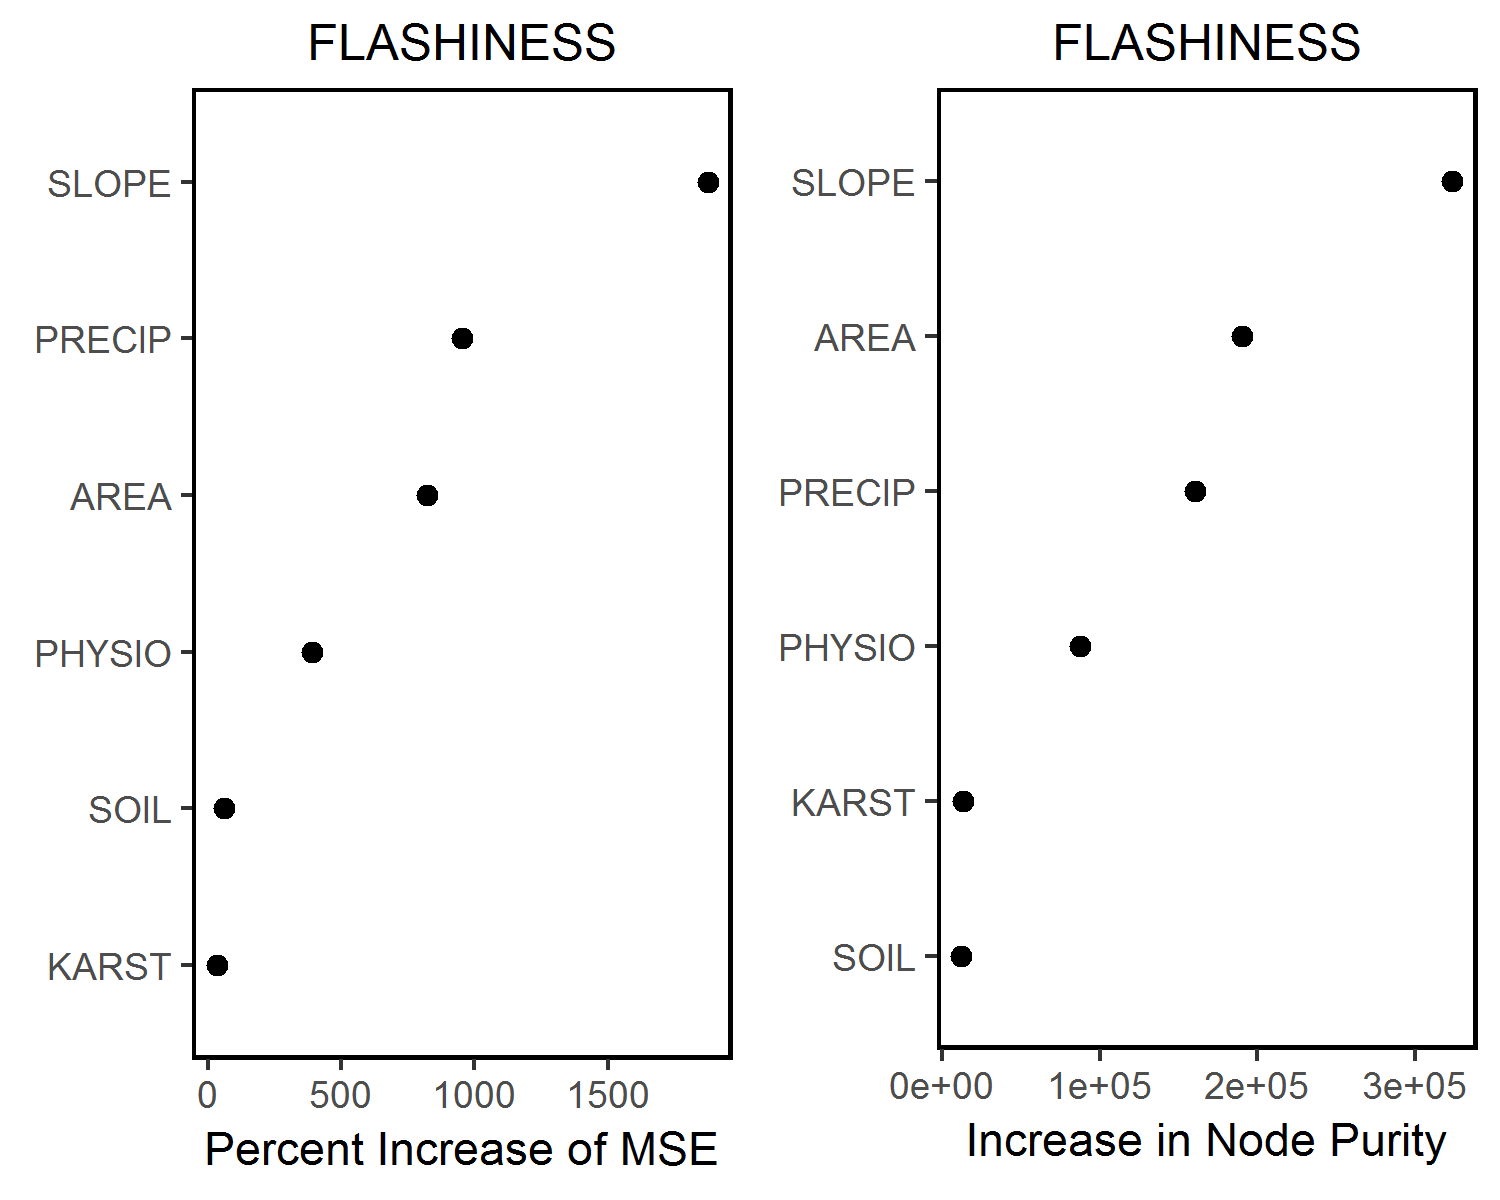 FLASHINESS
SLOPE
PRECIP
AREA
PHYSIO
SOIL
KARST
0 500 1000 1500
Percent Increase of MSE
FLASHINESS
SLOPE
AREA
PRECIP
PHYSIO
KARST
SOIL
0e+00 1e+05 2e+05 3e+05
Increase in Node Purity